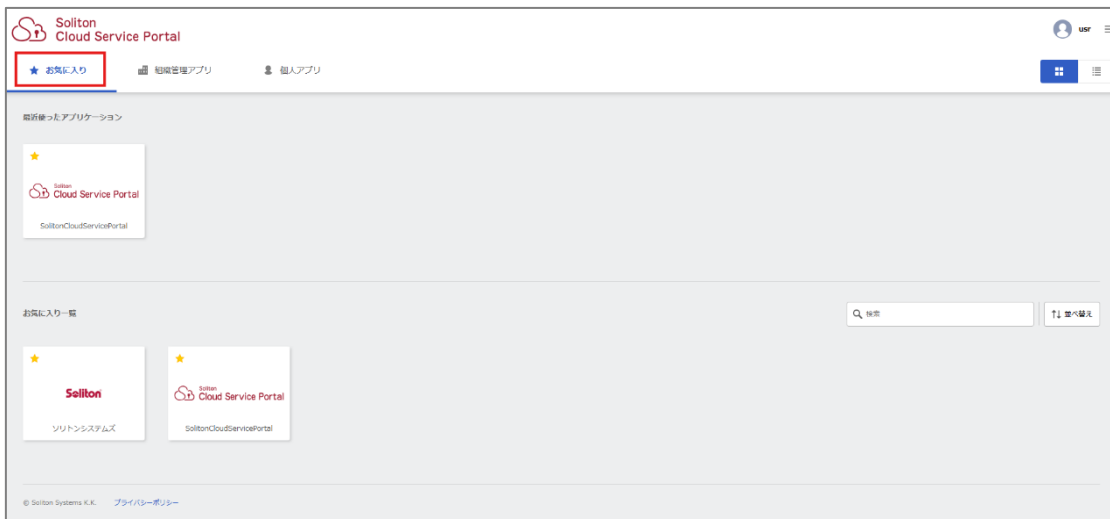 Soliton
Cloud Service Portal
usr
お気に入り
組織管理アプリ
個人アプリ
最近使ったアプリケーション
Soliton
Cloud Service Portal
SolitonCloudServicePortal
お気に入り一覧
検索
並べ替え
Soliton
ソリトンシステムズ
Soliton
Cloud Service Portal
SolitonCloudServicePortal
© Soliton Systems K.K. プライバシーポリシー